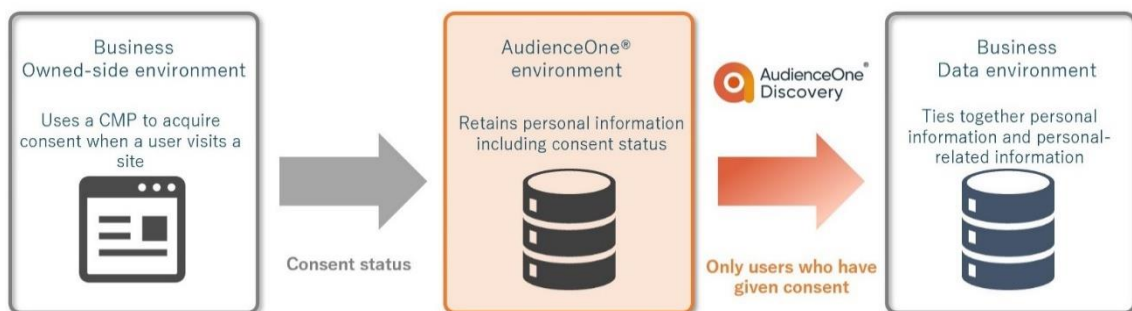 Business
Owned-side environment
Uses a CMP to acquire
consent when a user visits a
site
Consent status
AudienceOne®
environment
Retains personal information
including consent status
AudienceOne®
Discovery
Only users who have
given consent
Business
Data environment
Ties together personal
information and personal-
related information